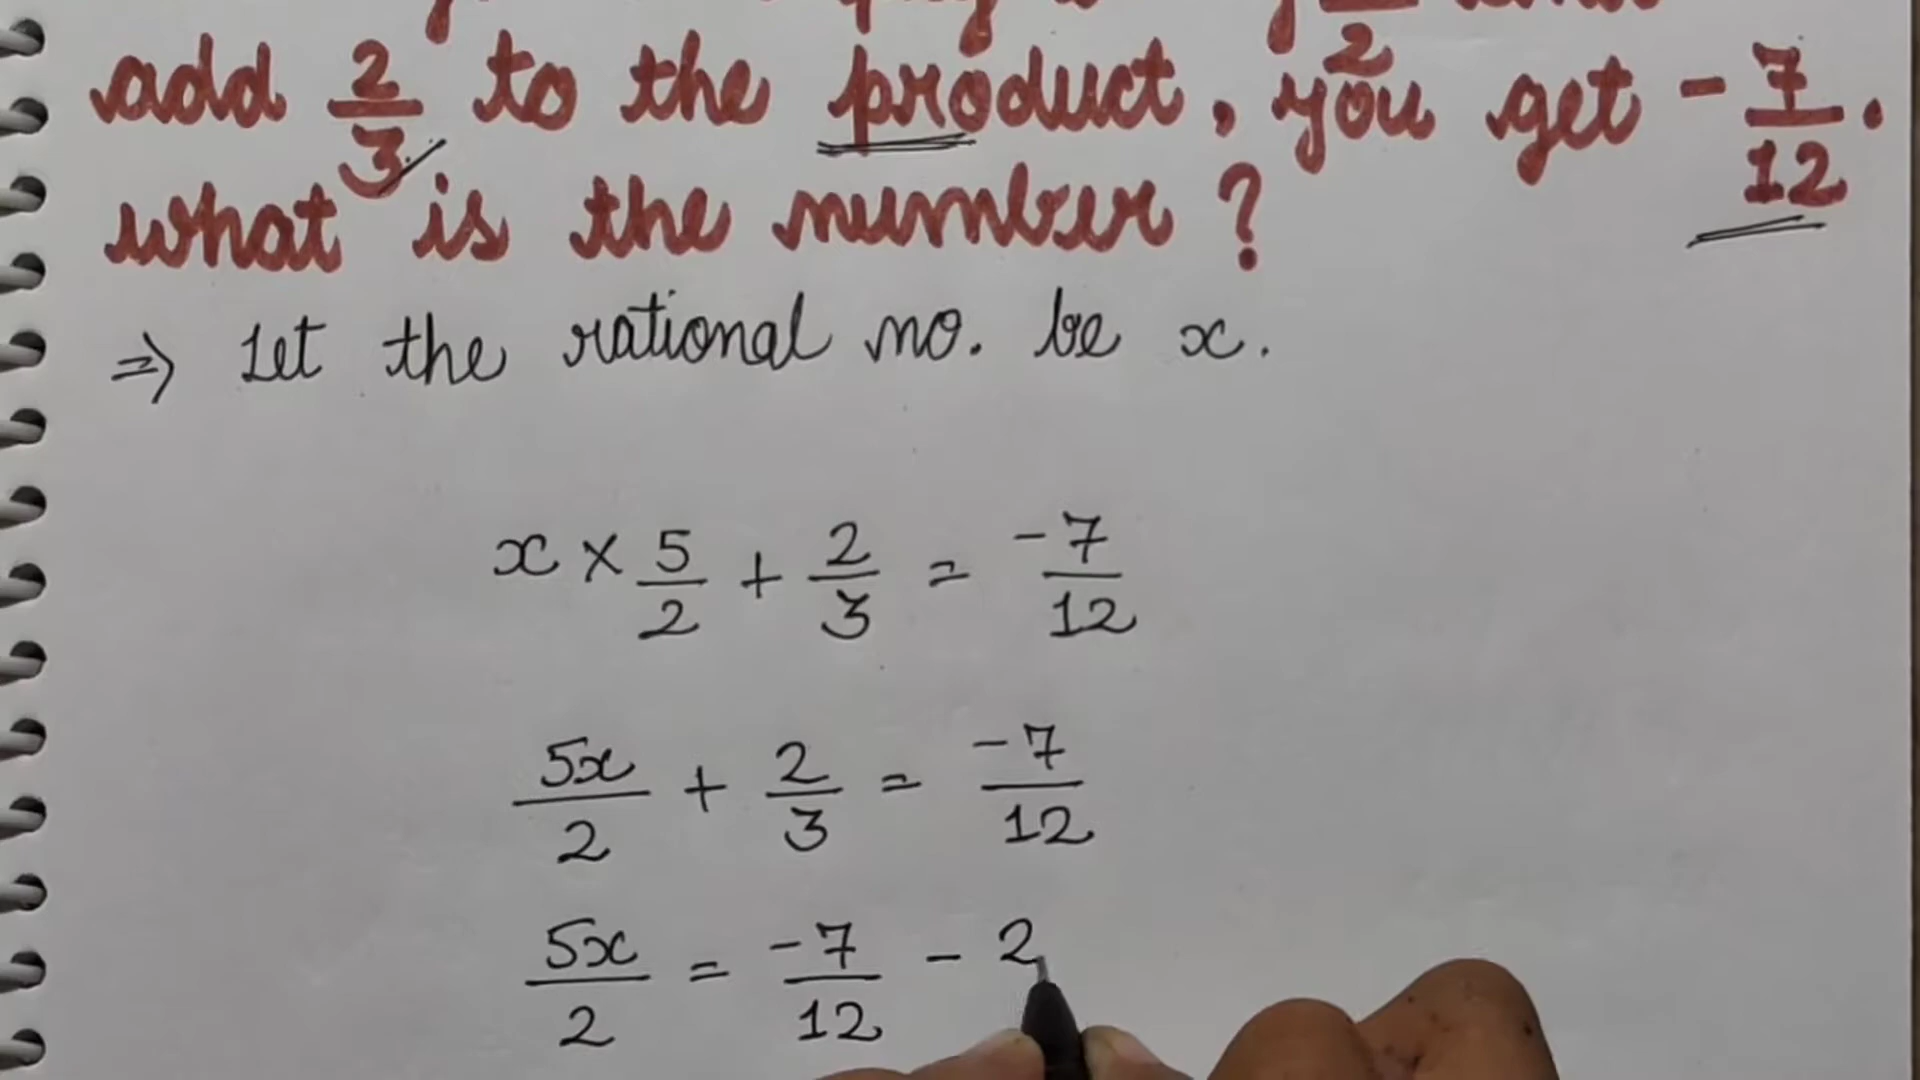 2
add 2/3 to the product, you get -7/12.
what is the number?
⇒ Let the rational no. be x.
x × 5/2 + 2/3 = -7/12
5x/2 + 2/3 = -7/12
5x/2 = -7/12 - 2